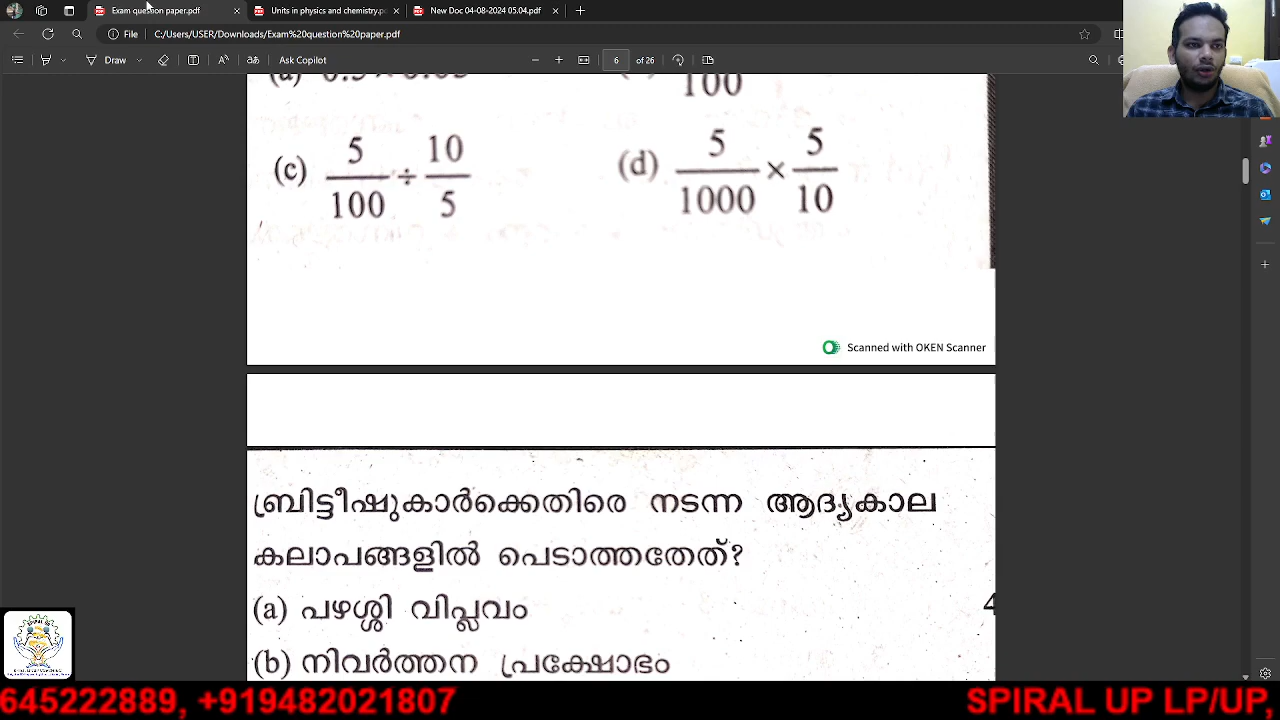 Exam question paper.pdf
Units in physics and chemistry.p
New Doc 04-08-2024 05.04.pdf
File C:/Users/USER/Downloads/Exam%20question%20paper.pdf
Draw
Ask Copilot
6 of 26
100
(c) 5/100 ÷ 10/5
(d) 5/1000 × 5/10
Scanned with OKEN Scanner
ബ്രിട്ടീഷുകാർക്കെതിരെ നടന്ന ആദ്യകാല
കലാപങ്ങളിൽ പെടാത്തതേത്?
(a) പഴശ്ശി വിപ്ലവം
(b) നിവർത്തന പ്രക്ഷോഭം
645222889, +919482021807
SPIRAL UP LP/UP,